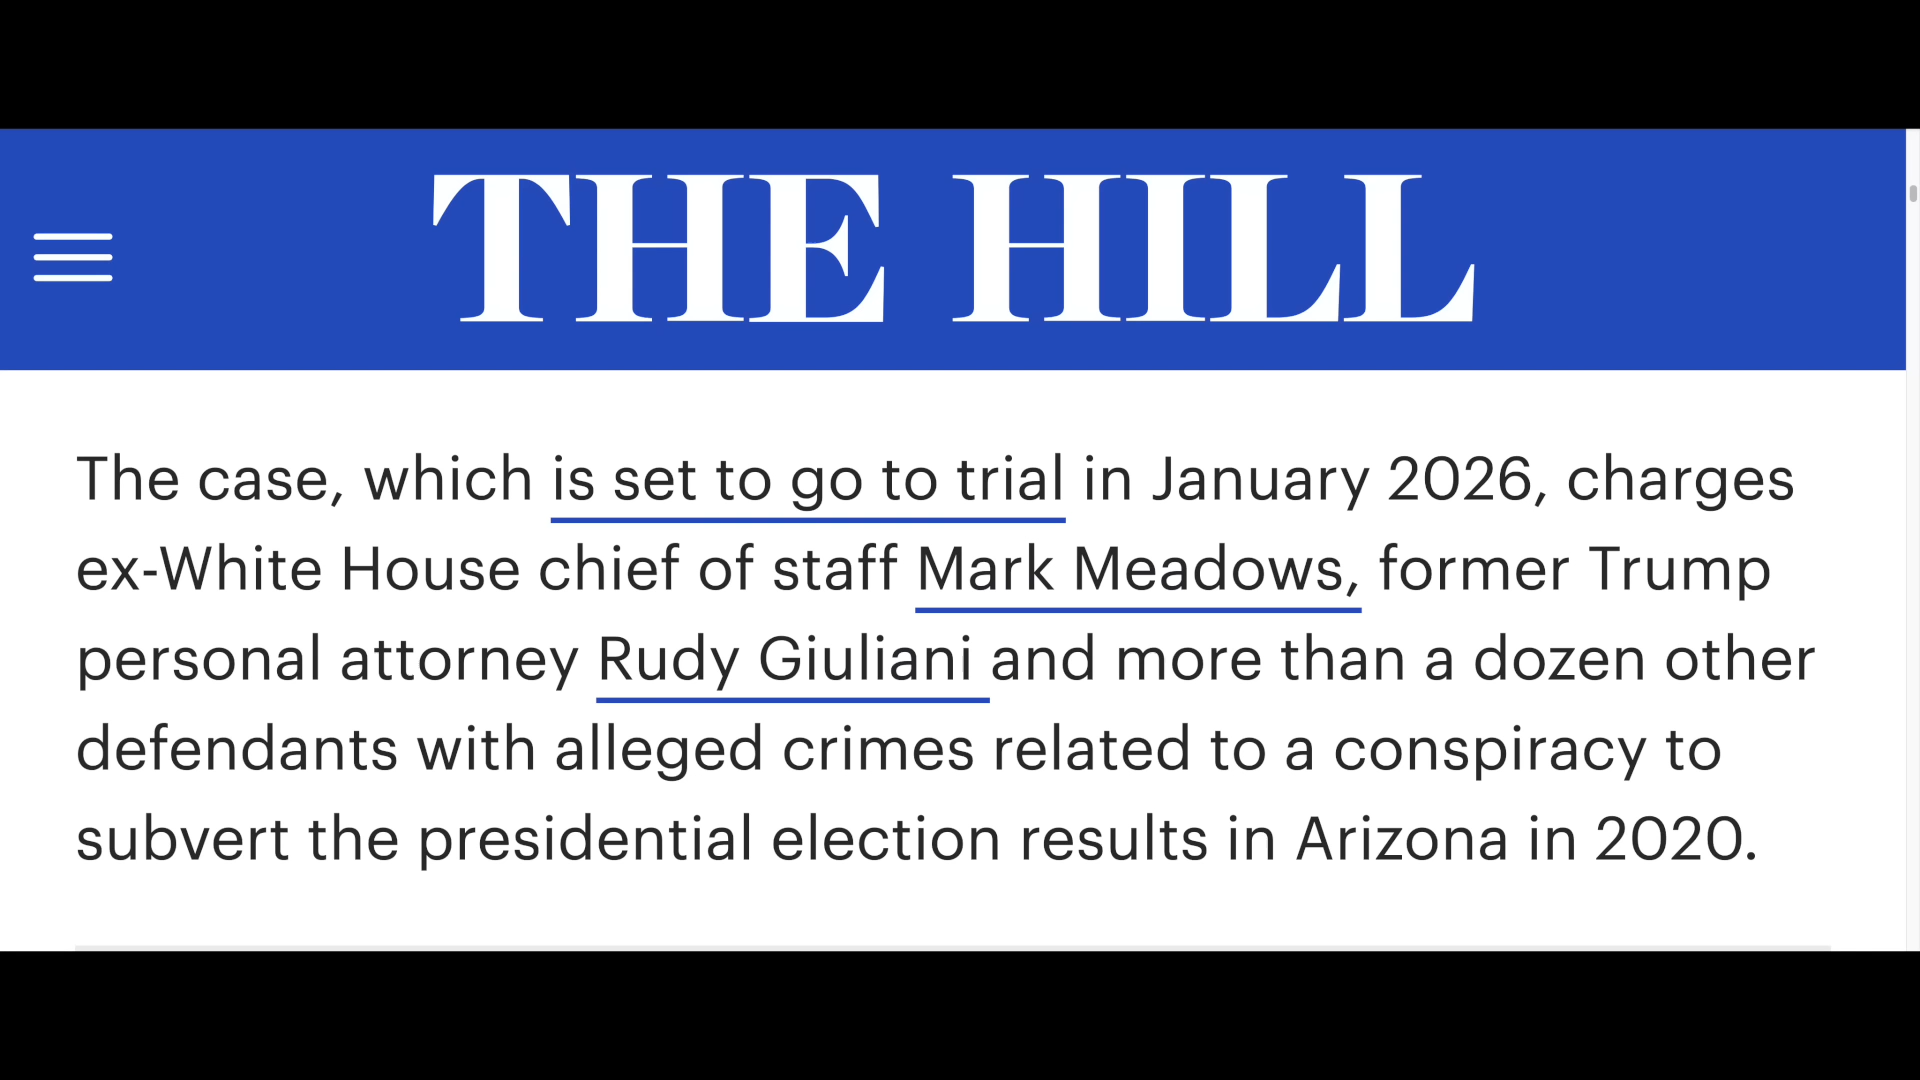 THE HILL
The case, which is set to go to trial in January 2026, charges
ex-White House chief of staff Mark Meadows, former Trump
personal attorney Rudy Giuliani and more than a dozen other
defendants with alleged crimes related to a conspiracy to
subvert the presidential election results in Arizona in 2020.